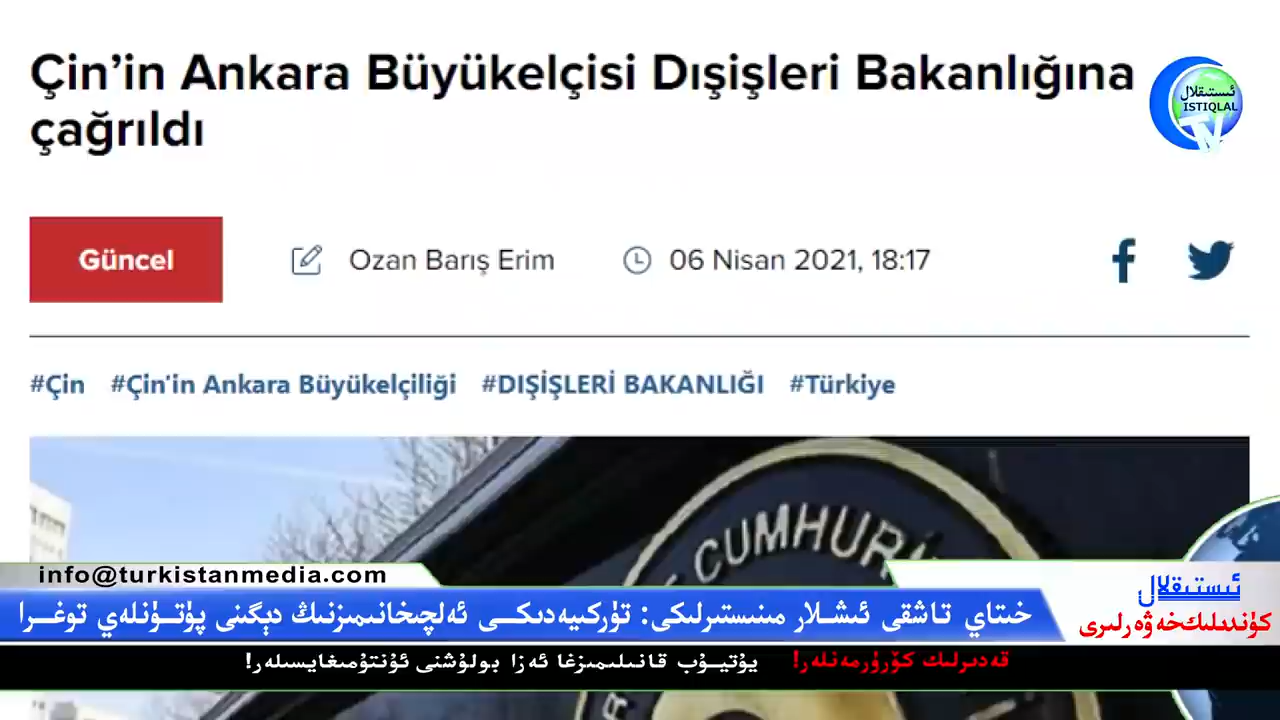 Çin’in Ankara Büyükelçisi Dışişleri Bakanlığına
çağrıldı
ئىستىقلال
ISTIQLAL
TV
Güncel
Ozan Barış Erim
06 Nisan 2021, 18:17
#Çin #Çin'in Ankara Büyükelçiliği #DIŞİŞLERİ BAKANLIĞI #Türkiye
CUMHURİ
info@turkistanmedia.com
ئىستىقلال
كۈندىلىك خەۋەرلىرى
خىتاي تاشقى ئىشلار مىنىستىرلىكى: تۈركىيەدىكى ئەلچىخانىمىزنىڭ دېگىنى پۈتۈنلەي توغرا
قەدىرلىك كۆرۈرمەنلەر! يۇتيۇب قانىلىمىزغا ئەزا بولۇشنى ئۇنتۇمىغايسىلەر!